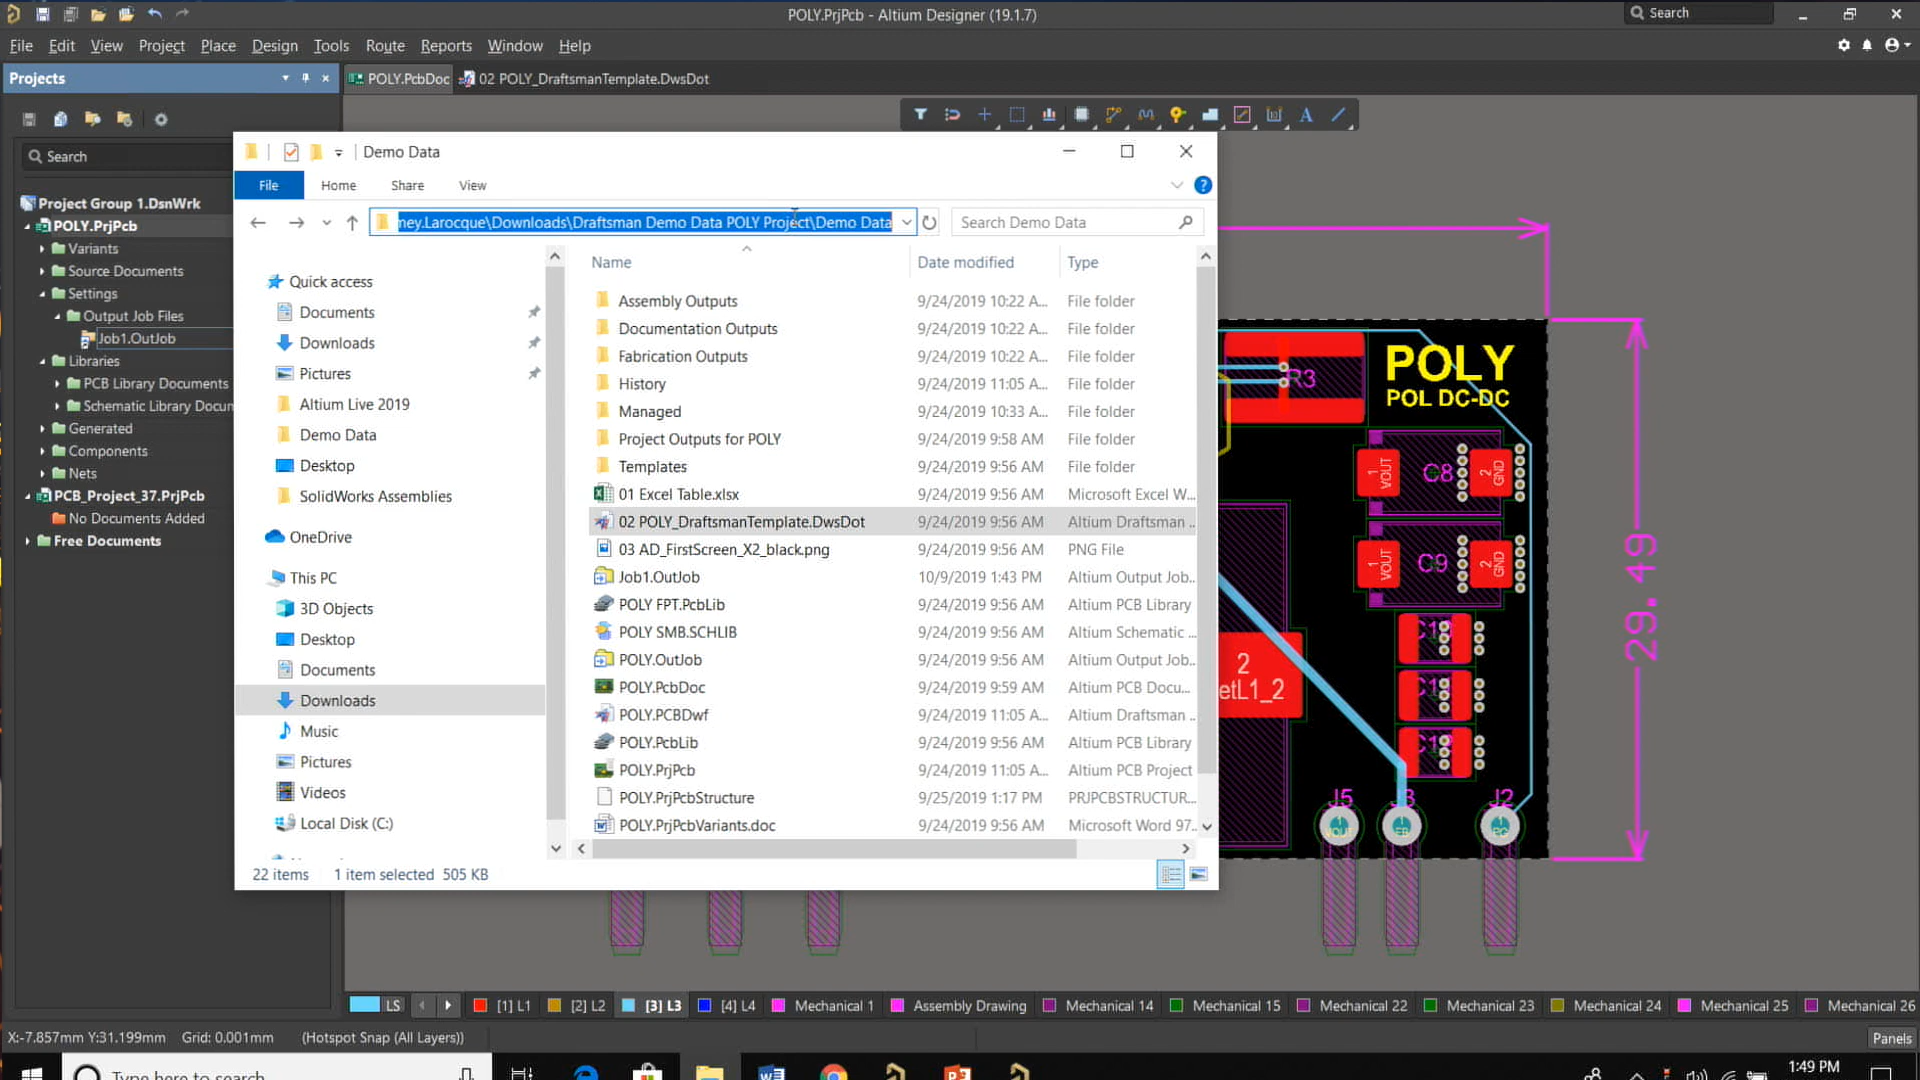 POLY.PrjPcb - Altium Designer (19.1.7)
Search
File Edit View Project Place Design Tools Route Reports Window Help
Projects
POLY.PcbDoc
02 POLY_DraftsmanTemplate.DwsDot
Search
Project Group 1.DsnWrk
POLY.PrjPcb
Variants
Source Documents
Settings
Output Job Files
Job1.OutJob
Libraries
PCB Library Documents
Schematic Library Docun
Generated
Components
Nets
PCB_Project_37.PrjPcb
No Documents Added
Free Documents
Demo Data
File Home Share View
ney.Larocque\Downloads\Draftsman Demo Data POLY Project\Demo Data
Search Demo Data
Quick access
Documents
Downloads
Pictures
Altium Live 2019
Demo Data
Desktop
SolidWorks Assemblies
OneDrive
This PC
3D Objects
Desktop
Documents
Downloads
Music
Pictures
Videos
Local Disk (C:)
Name Date modified Type
Assembly Outputs 9/24/2019 10:22 A... File folder
Documentation Outputs 9/24/2019 10:22 A... File folder
Fabrication Outputs 9/24/2019 10:22 A... File folder
History 9/24/2019 11:05 A... File folder
Managed 9/24/2019 10:33 A... File folder
Project Outputs for POLY 9/24/2019 9:58 AM File folder
Templates 9/24/2019 9:56 AM File folder
01 Excel Table.xlsx 9/24/2019 9:56 AM Microsoft Excel W...
02 POLY_DraftsmanTemplate.DwsDot 9/24/2019 9:56 AM Altium Draftsman ...
03 AD_FirstScreen_X2_black.png 9/24/2019 9:56 AM PNG File
Job1.OutJob 10/9/2019 1:43 PM Altium Output Job...
POLY FPT.PcbLib 9/24/2019 9:56 AM Altium PCB Library
POLY SMB.SCHLIB 9/24/2019 9:56 AM Altium Schematic ...
POLY.OutJob 9/24/2019 9:56 AM Altium Output Job...
POLY.PcbDoc 9/24/2019 9:59 AM Altium PCB Docu...
POLY.PCBDwf 9/24/2019 11:05 A... Altium Draftsman ...
POLY.PcbLib 9/24/2019 9:56 AM Altium PCB Library
POLY.PrjPcb 9/24/2019 11:05 A... Altium PCB Project
POLY.PrjPcbStructure 9/25/2019 1:17 PM PRJPCBSTRUCTUR...
POLY.PrjPcbVariants.doc 9/24/2019 9:56 AM Microsoft Word 97...
22 items 1 item selected 505 KB
R3
POLY
POL DC-DC
1 VOUT C8 2 GND
1 VOUT C9 2 GND
29.49
2
etL1_2
J5 J2
LS [1] L1 [2] L2 [3] L3 [4] L4 Mechanical 1 Assembly Drawing Mechanical 14 Mechanical 15 Mechanical 22 Mechanical 23 Mechanical 24 Mechanical 25 Mechanical 26
X:-7.857mm Y:31.199mm Grid: 0.001mm (Hotspot Snap (All Layers))
Panels
Type here to search
1:49 PM